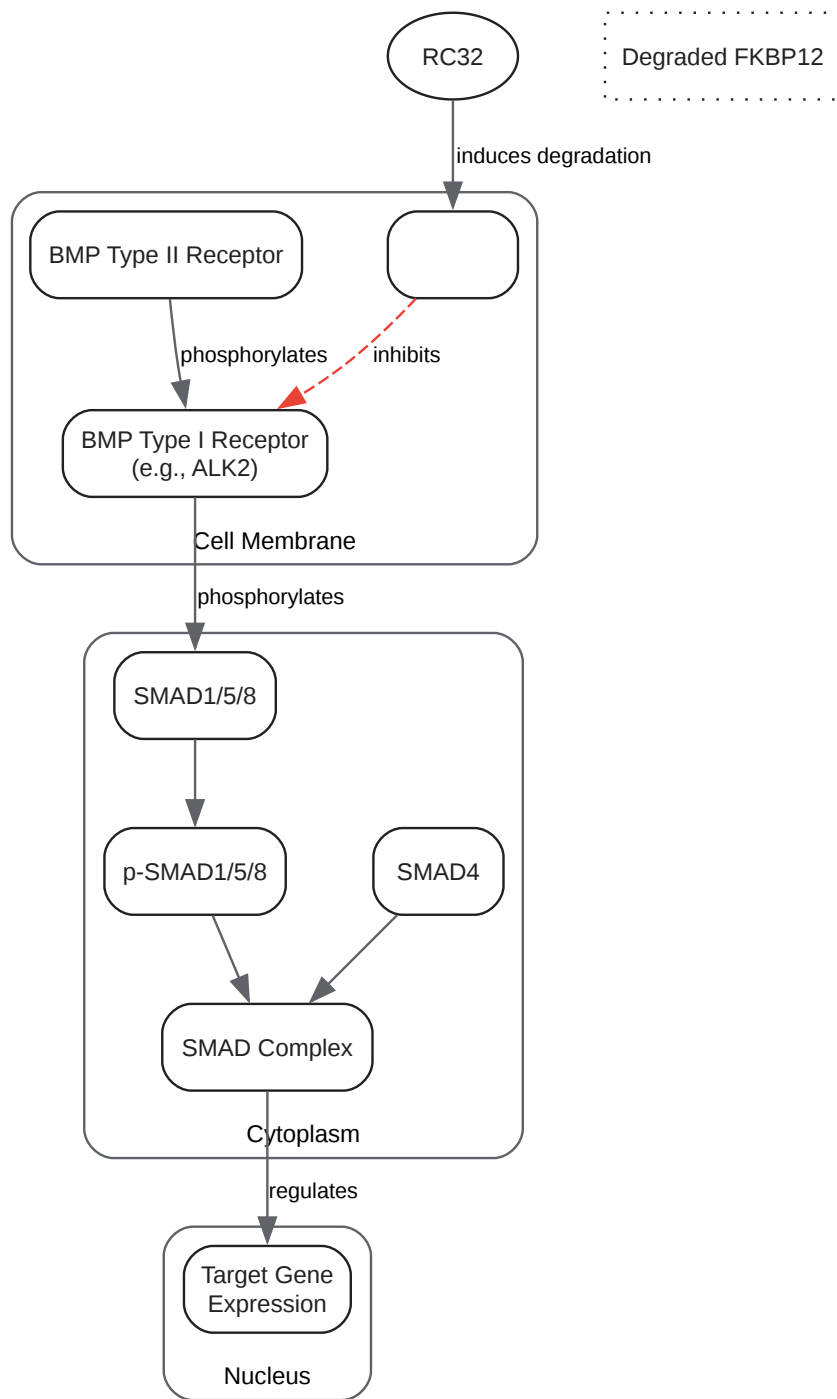 RC32
Degraded FKBP12
induces degradation
BMP Type II Receptor
phosphorylates
inhibits
BMP Type I Receptor
(e.g., ALK2)
Cell Membrane
phosphorylates
SMAD1/5/8
p-SMAD1/5/8
SMAD4
SMAD Complex
Cytoplasm
regulates
Target Gene
Expression
Nucleus